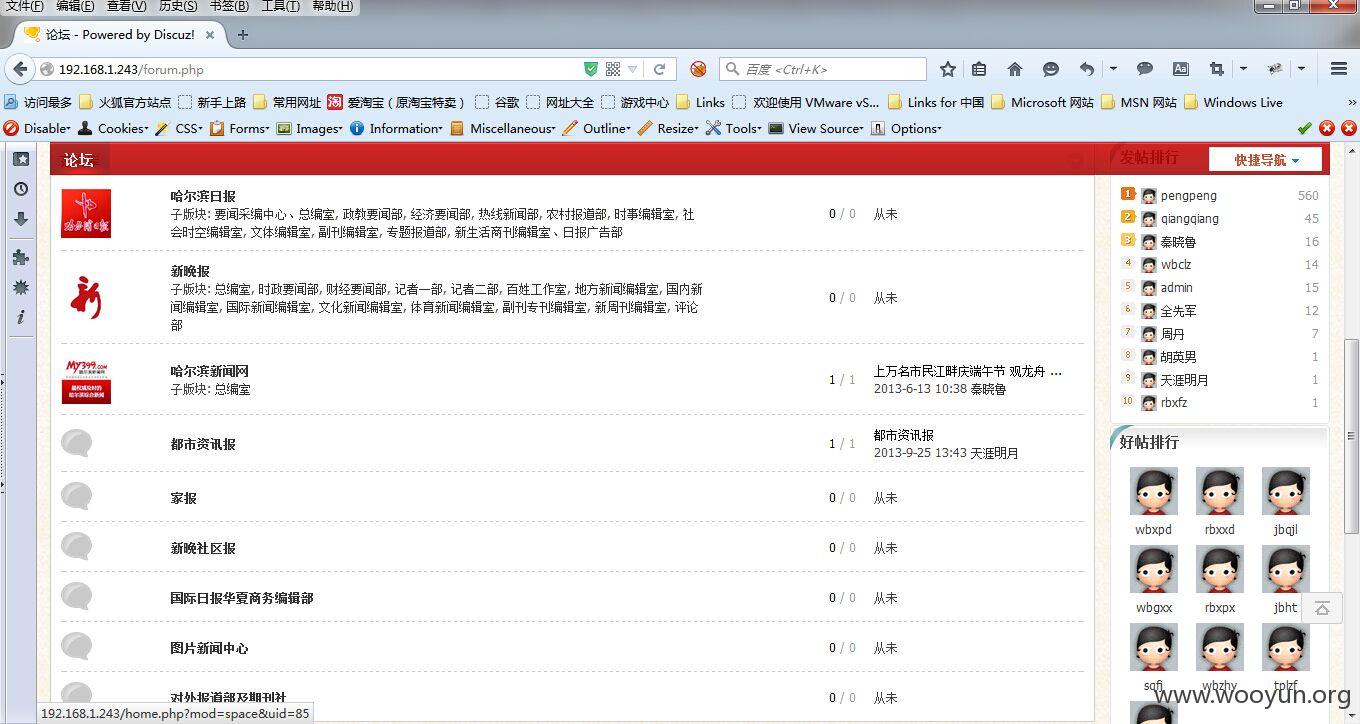 文件(F) 编辑(E) 查看(V) 历史(S) 书签(B) 工具(T) 帮助(H)
论坛 - Powered by Discuz! × +
192.168.1.243/forum.php
百度 <Ctrl+K>
访问最多 火狐官方站点 新手上路 常用网址 爱淘宝（原淘宝特卖） 谷歌 网址大全 游戏中心 Links 欢迎使用 VMware vS... Links for 中国 Microsoft 网站 MSN 网站 Windows Live »
Disable Cookies CSS Forms Images Information Miscellaneous Outline Resize Tools View Source Options
论坛
快捷导航
哈尔滨日报
子版块: 要闻采编中心、总编室, 政教要闻部, 经济要闻部, 热线新闻部, 农村报道部, 时事编辑室, 社
会时空编辑室, 文体编辑室, 副刊编辑室, 专题报道部, 新生活商刊编辑室、日报广告部
0 / 0 从未
新晚报
子版块: 总编室, 时政要闻部, 财经要闻部, 记者一部, 记者二部, 百姓工作室, 地方新闻编辑室, 国内新
闻编辑室, 国际新闻编辑室, 文化新闻编辑室, 体育新闻编辑室, 副刊专刊编辑室, 新周刊编辑室, 评论
部
0 / 0 从未
My399.com
哈尔滨新闻网
子版块: 总编室
1 / 1
上万名市民江畔庆端午节 观龙舟 ...
2013-6-13 10:38 秦晓鲁
都市资讯报
1 / 1
都市资讯报
2013-9-25 13:43 天涯明月
家报 0 / 0 从未
新晚社区报 0 / 0 从未
国际日报华夏商务编辑部 0 / 0 从未
图片新闻中心 0 / 0 从未
对外报道部及期刊社 0 / 0 从未
发帖排行
1 pengpeng 560
2 qiangqiang 45
3 秦晓鲁 16
4 wbclz 14
5 admin 15
6 全先军 12
7 周丹 7
8 胡英男 1
9 天涯明月 1
10 rbxfz 1
好帖排行
wbxpd rbxxd jbqjl
wbgxx rbxpx jbht
sqfj wbzhy tplzf
192.168.1.243/home.php?mod=space&uid=85
www.wooyun.org